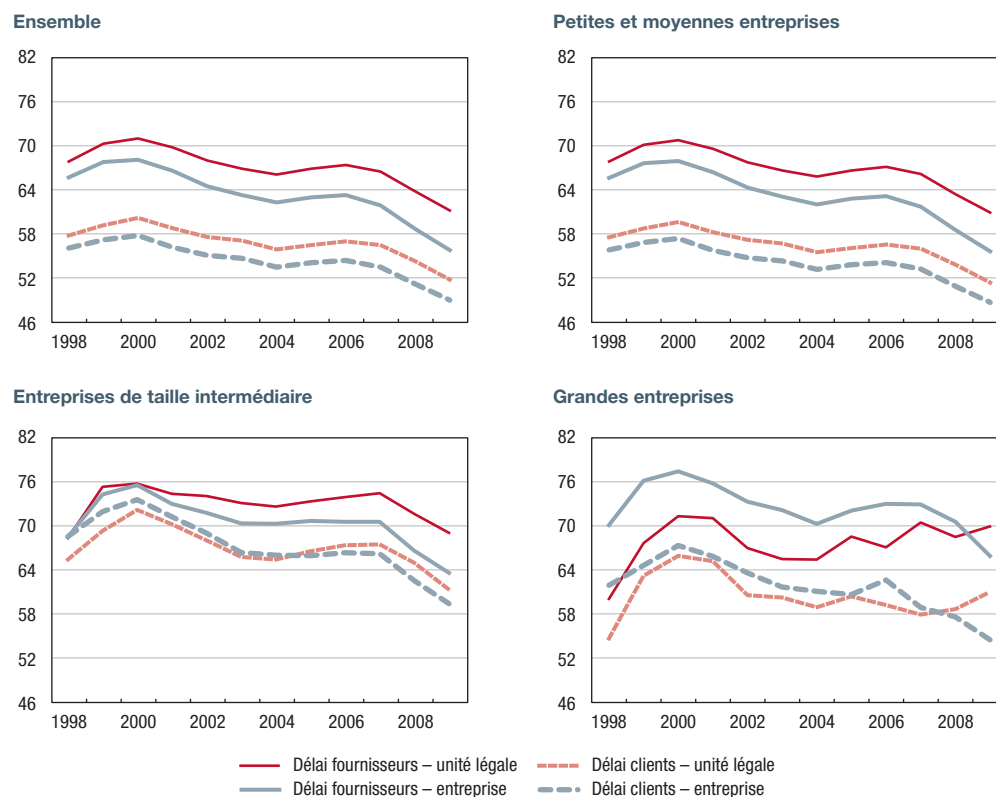 Ensemble
82
76
70
64
58
52
46
1998 2000 2002 2004 2006 2008
Petites et moyennes entreprises
82
76
70
64
58
52
46
1998 2000 2002 2004 2006 2008
Entreprises de taille intermédiaire
82
76
70
64
58
52
46
1998 2000 2002 2004 2006 2008
Grandes entreprises
82
76
70
64
58
52
46
1998 2000 2002 2004 2006 2008
Délai fournisseurs – unité légale
Délai clients – unité légale
Délai fournisseurs – entreprise
Délai clients – entreprise